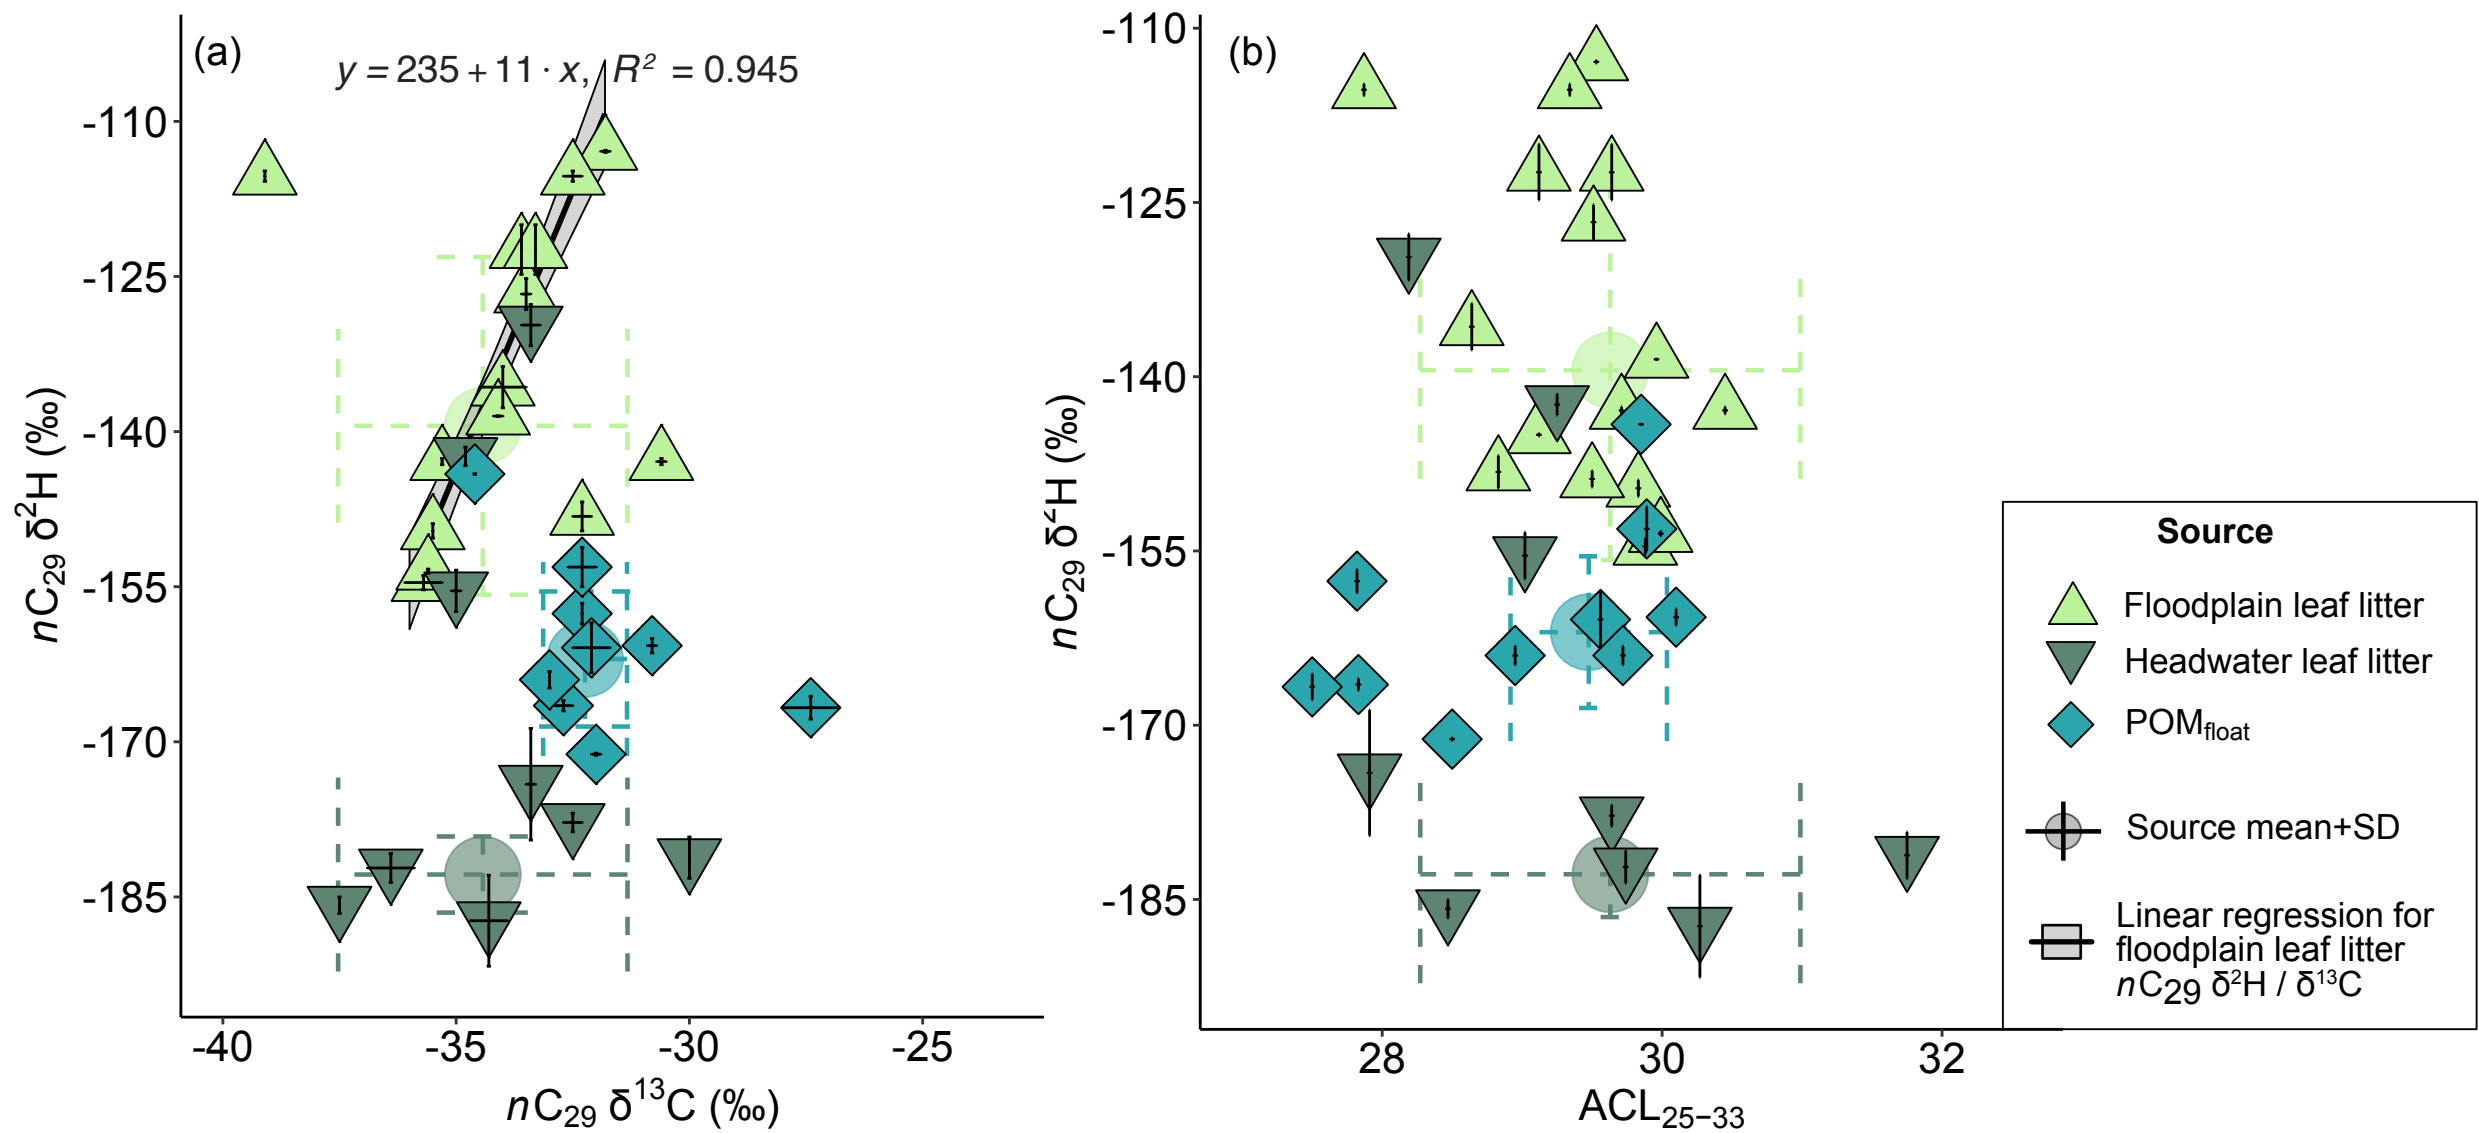 (a)
y = 235 + 11 · x, R² = 0.945
-110
-125
-140
-155
-170
-185
nC₂₉ δ²H (‰)
-40 -35 -30 -25
nC₂₉ δ¹³C (‰)
(b)
-110
-125
-140
-155
-170
-185
nC₂₉ δ²H (‰)
28 30 32
ACL₂₅₋₃₃
Source
Floodplain leaf litter
Headwater leaf litter
POM_float
Source mean+SD
Linear regression for
floodplain leaf litter
nC29 δ²H / δ¹³C